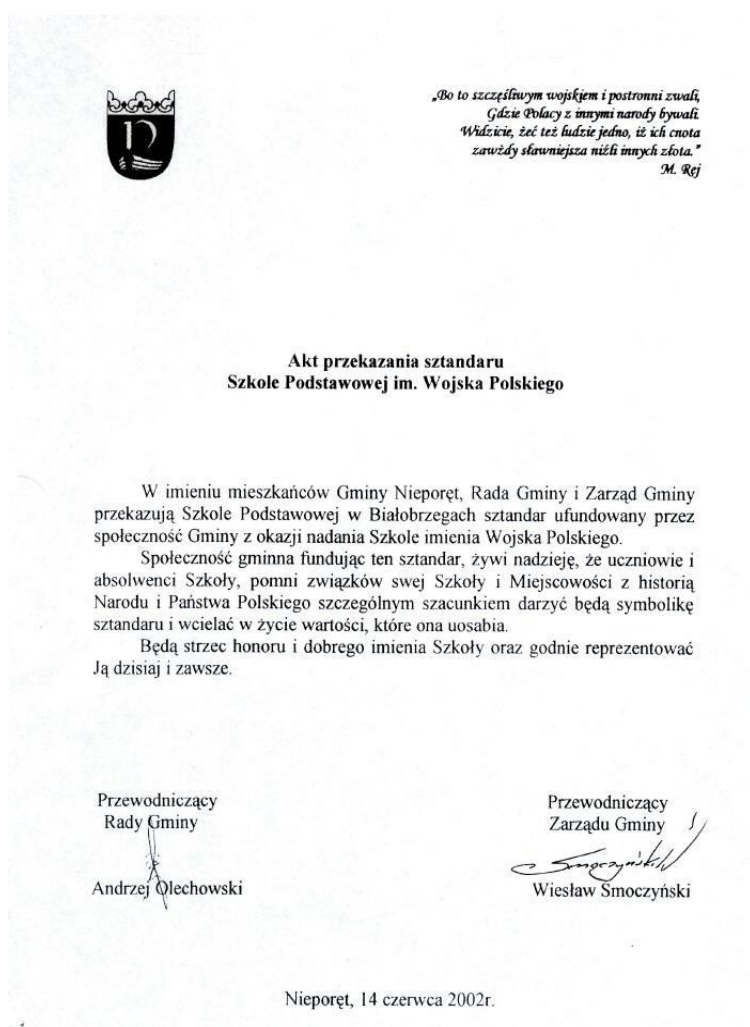 „Bo to szczęśliwym wojskiem i postronni zwali,
Gdzie Polacy z innymi narody bywali.
Widzicie, żeć też ludzie jedno, iż ich cnota
zawżdy sławniejsza niźli innych złota."
M. Rej
Akt przekazania sztandaru
Szkole Podstawowej im. Wojska Polskiego
W imieniu mieszkańców Gminy Nieporęt, Rada Gminy i Zarząd Gminy
przekazują Szkole Podstawowej w Białobrzegach sztandar ufundowany przez
społeczność Gminy z okazji nadania Szkole imienia Wojska Polskiego.
Społeczność gminna fundując ten sztandar, żywi nadzieję, że uczniowie i
absolwenci Szkoły, pomni związków swej Szkoły i Miejscowości z historią
Narodu i Państwa Polskiego szczególnym szacunkiem darzyć będą symbolikę
sztandaru i wcielać w życie wartości, które ona uosabia.
Będą strzec honoru i dobrego imienia Szkoły oraz godnie reprezentować
Ją dzisiaj i zawsze.
Przewodniczący
Rady Gminy
Andrzej Olechowski
Przewodniczący
Zarządu Gminy
Smoczyński
Wiesław Smoczyński
Nieporęt, 14 czerwca 2002r.